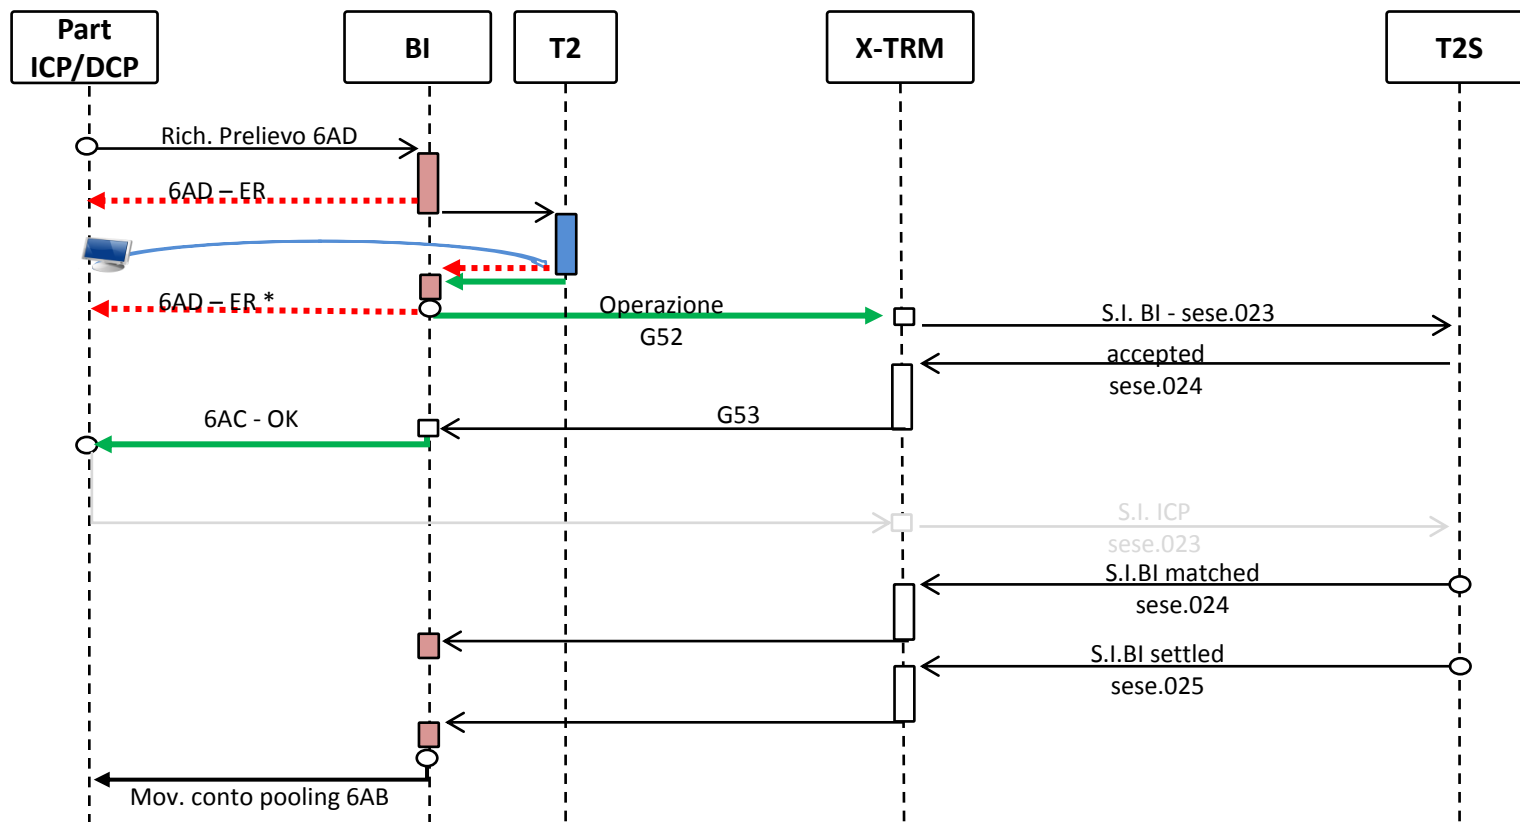 Part
ICP/DCP
BI
T2
X-TRM
T2S
Rich. Prelievo 6AD
6AD – ER
6AD – ER *
Operazione
G52
S.I. BI - sese.023
accepted
sese.024
G53
6AC - OK
S.I. ICP
sese.023
S.I.BI matched
sese.024
S.I.BI settled
sese.025
Mov. conto pooling 6AB